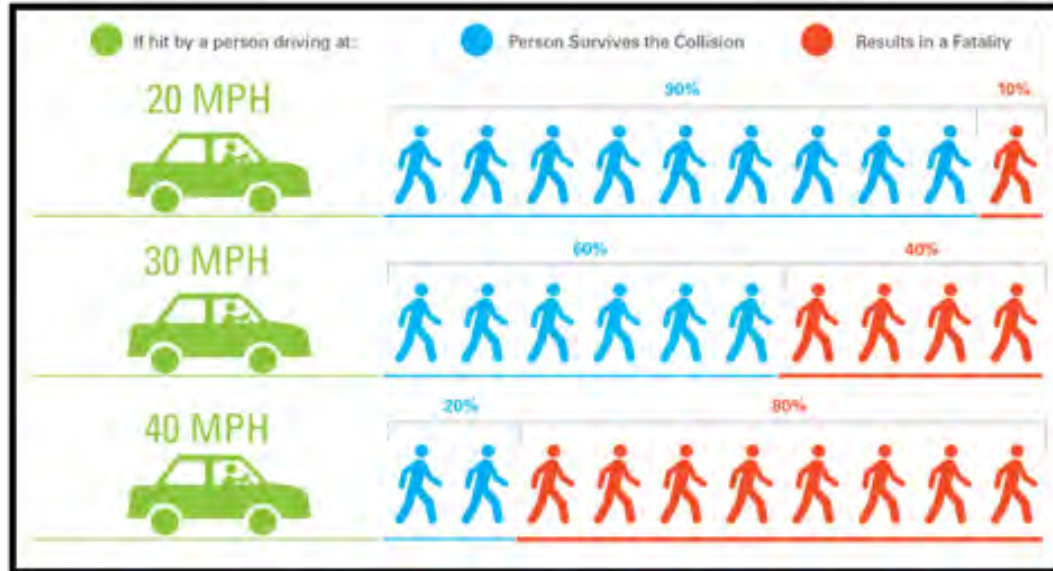 If hit by a person driving at: Person Survives the Collision Results in a Fatality
20 MPH 90% 10%
30 MPH 60% 40%
40 MPH 20% 80%